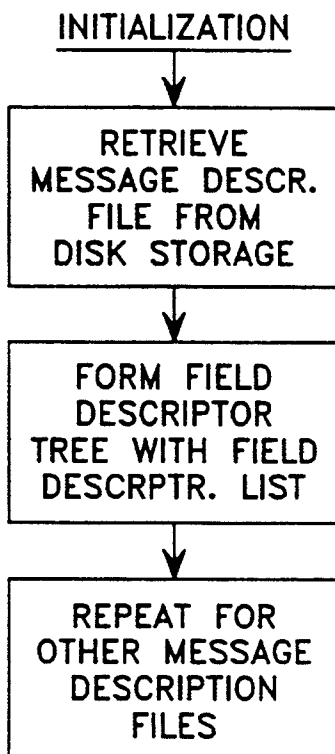 INITIALIZATION
RETRIEVE
MESSAGE DESCR.
FILE FROM
DISK STORAGE
FORM FIELD
DESCRIPTOR
TREE WITH FIELD
DESCRPTR. LIST
REPEAT FOR
OTHER MESSAGE
DESCRIPTION
FILES